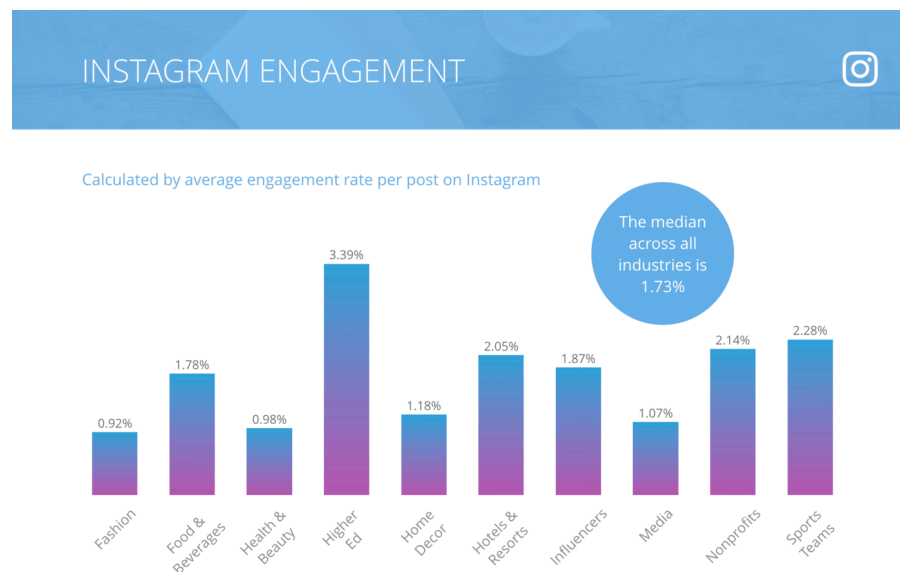 INSTAGRAM ENGAGEMENT
Calculated by average engagement rate per post on Instagram
The median
across all
industries is
1.73%
3.39%
2.28%
2.14%
2.05%
1.87%
1.78%
1.18%
1.07%
0.98%
0.92%
Fashion
Food &
Beverages
Health &
Beauty
Higher
Ed
Home
Decor
Hotels &
Resorts
Influencers
Media
Nonprofits
Sports
Teams